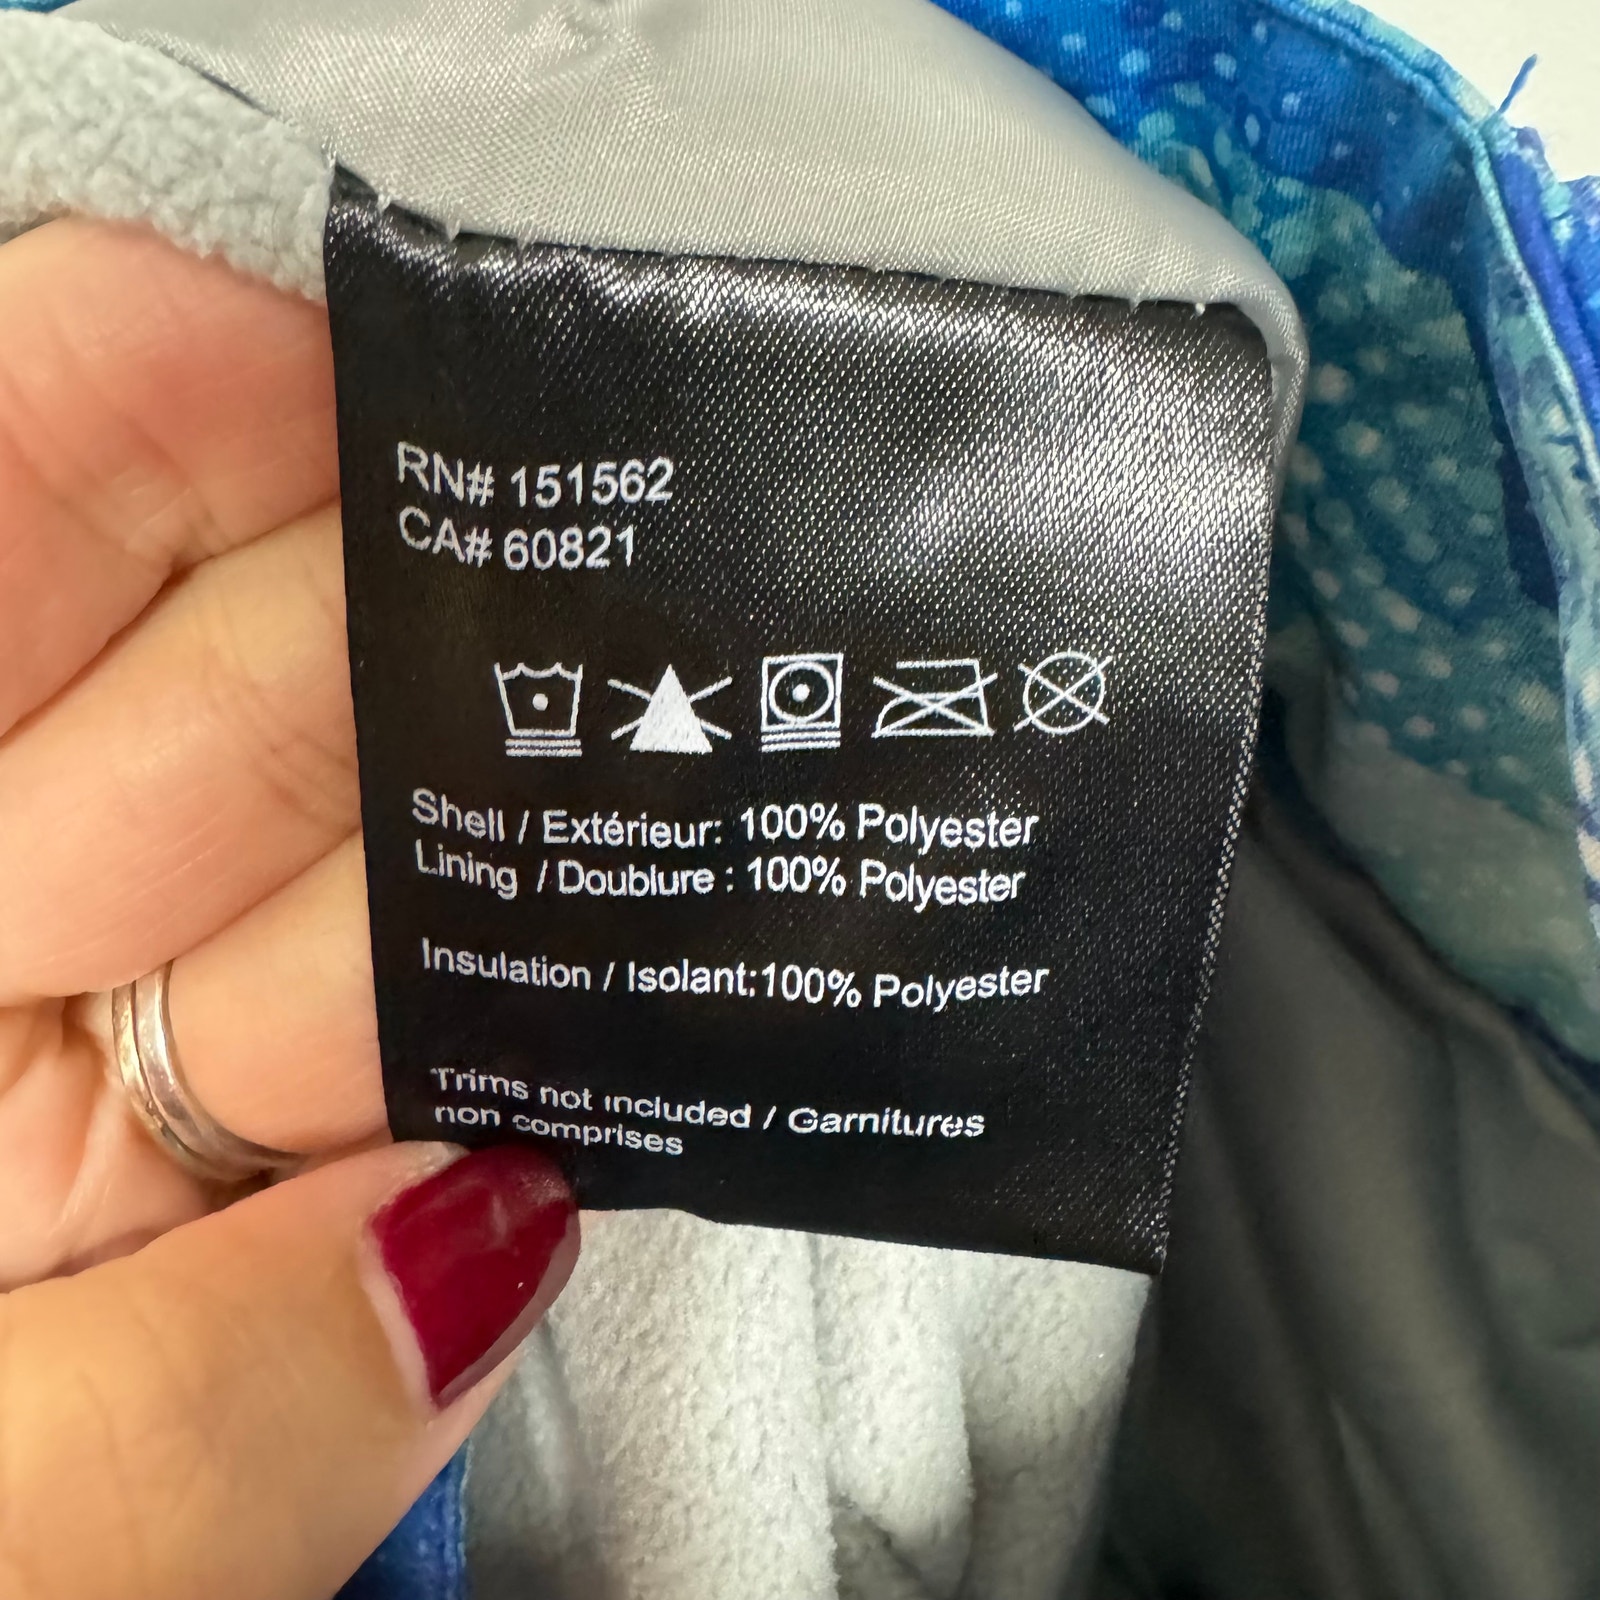 RN# 151562
CA# 60821
Shell / Extérieur: 100% Polyester
Lining / Doublure : 100% Polyester
Insulation / Isolant:100% Polyester
Trims not included / Garnitures
non comprises